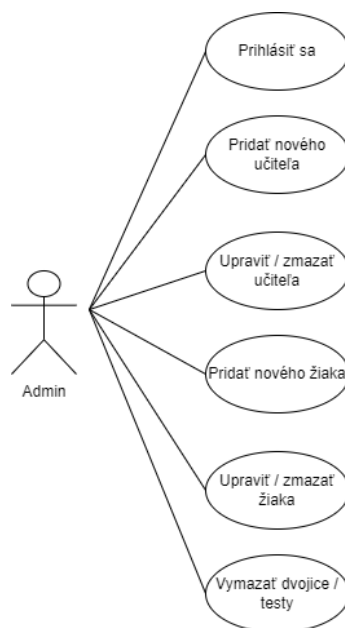 Prihlásiť sa
Pridať nového
učiteľa
Upraviť / zmazať
učiteľa
Admin
Pridať nového žiaka
Upraviť / zmazať
žiaka
Vymazať dvojice /
testy